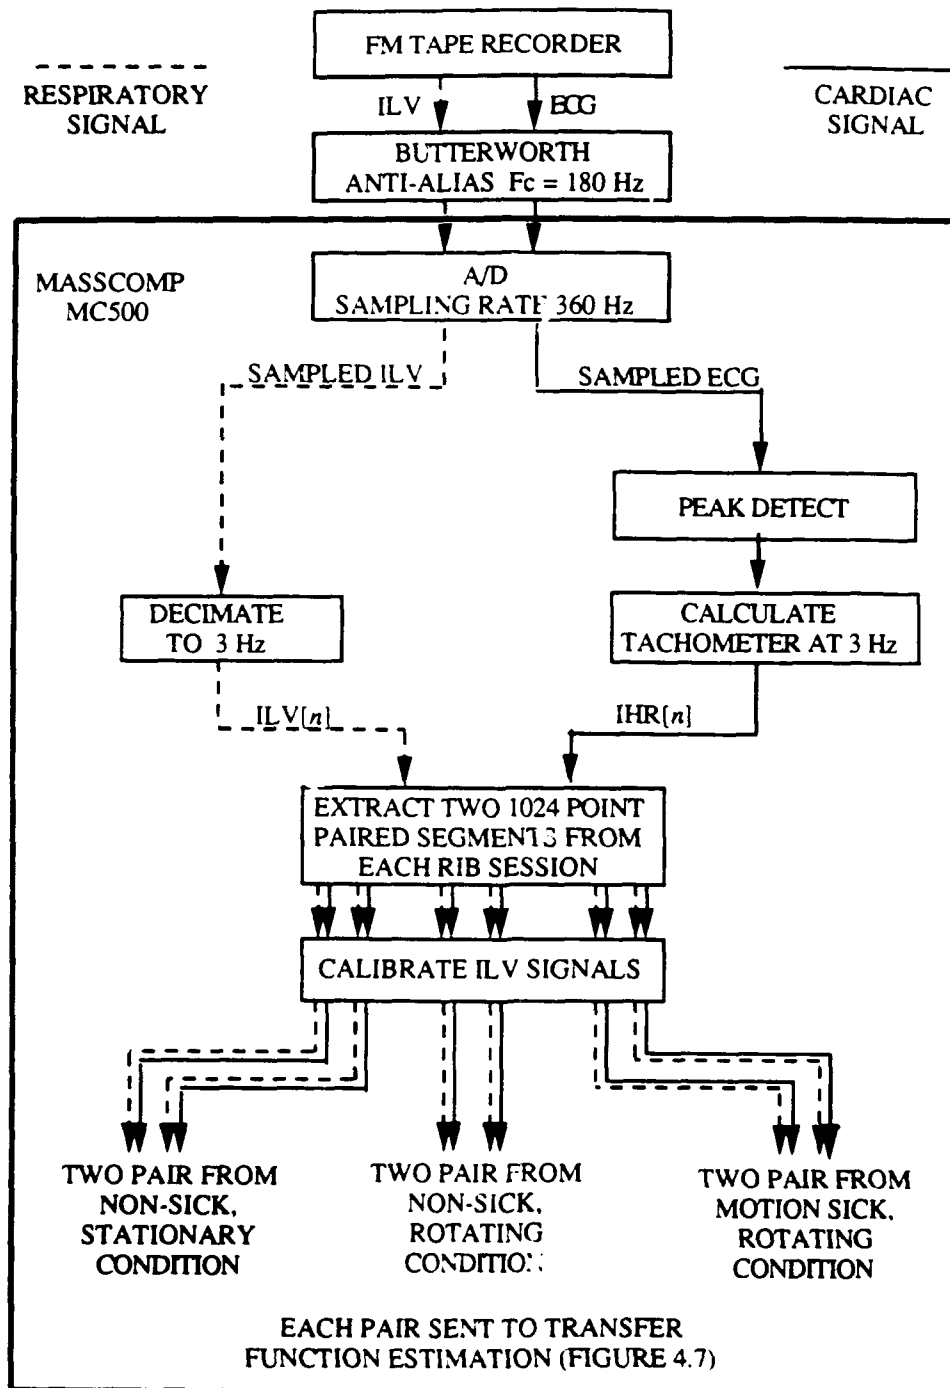 FM TAPE RECORDER
RESPIRATORY
SIGNAL
CARDIAC
SIGNAL
ILV
ECG
BUTTERWORTH
ANTI-ALIAS Fc = 180 Hz
MASSCOMP
MC500
A/D
SAMPLING RATE 360 Hz
SAMPLED ILV
SAMPLED ECG
PEAK DETECT
DECIMATE
TO 3 Hz
CALCULATE
TACHOMETER AT 3 Hz
ILV[n]
IHR[n]
EXTRACT TWO 1024 POINT
PAIRED SEGMENTS FROM
EACH RIB SESSION
CALIBRATE ILV SIGNALS
TWO PAIR FROM
NON-SICK,
STATIONARY
CONDITION
TWO PAIR FROM
NON-SICK,
ROTATING
CONDITION
TWO PAIR FROM
MOTION SICK,
ROTATING
CONDITION
EACH PAIR SENT TO TRANSFER
FUNCTION ESTIMATION (FIGURE 4.7)